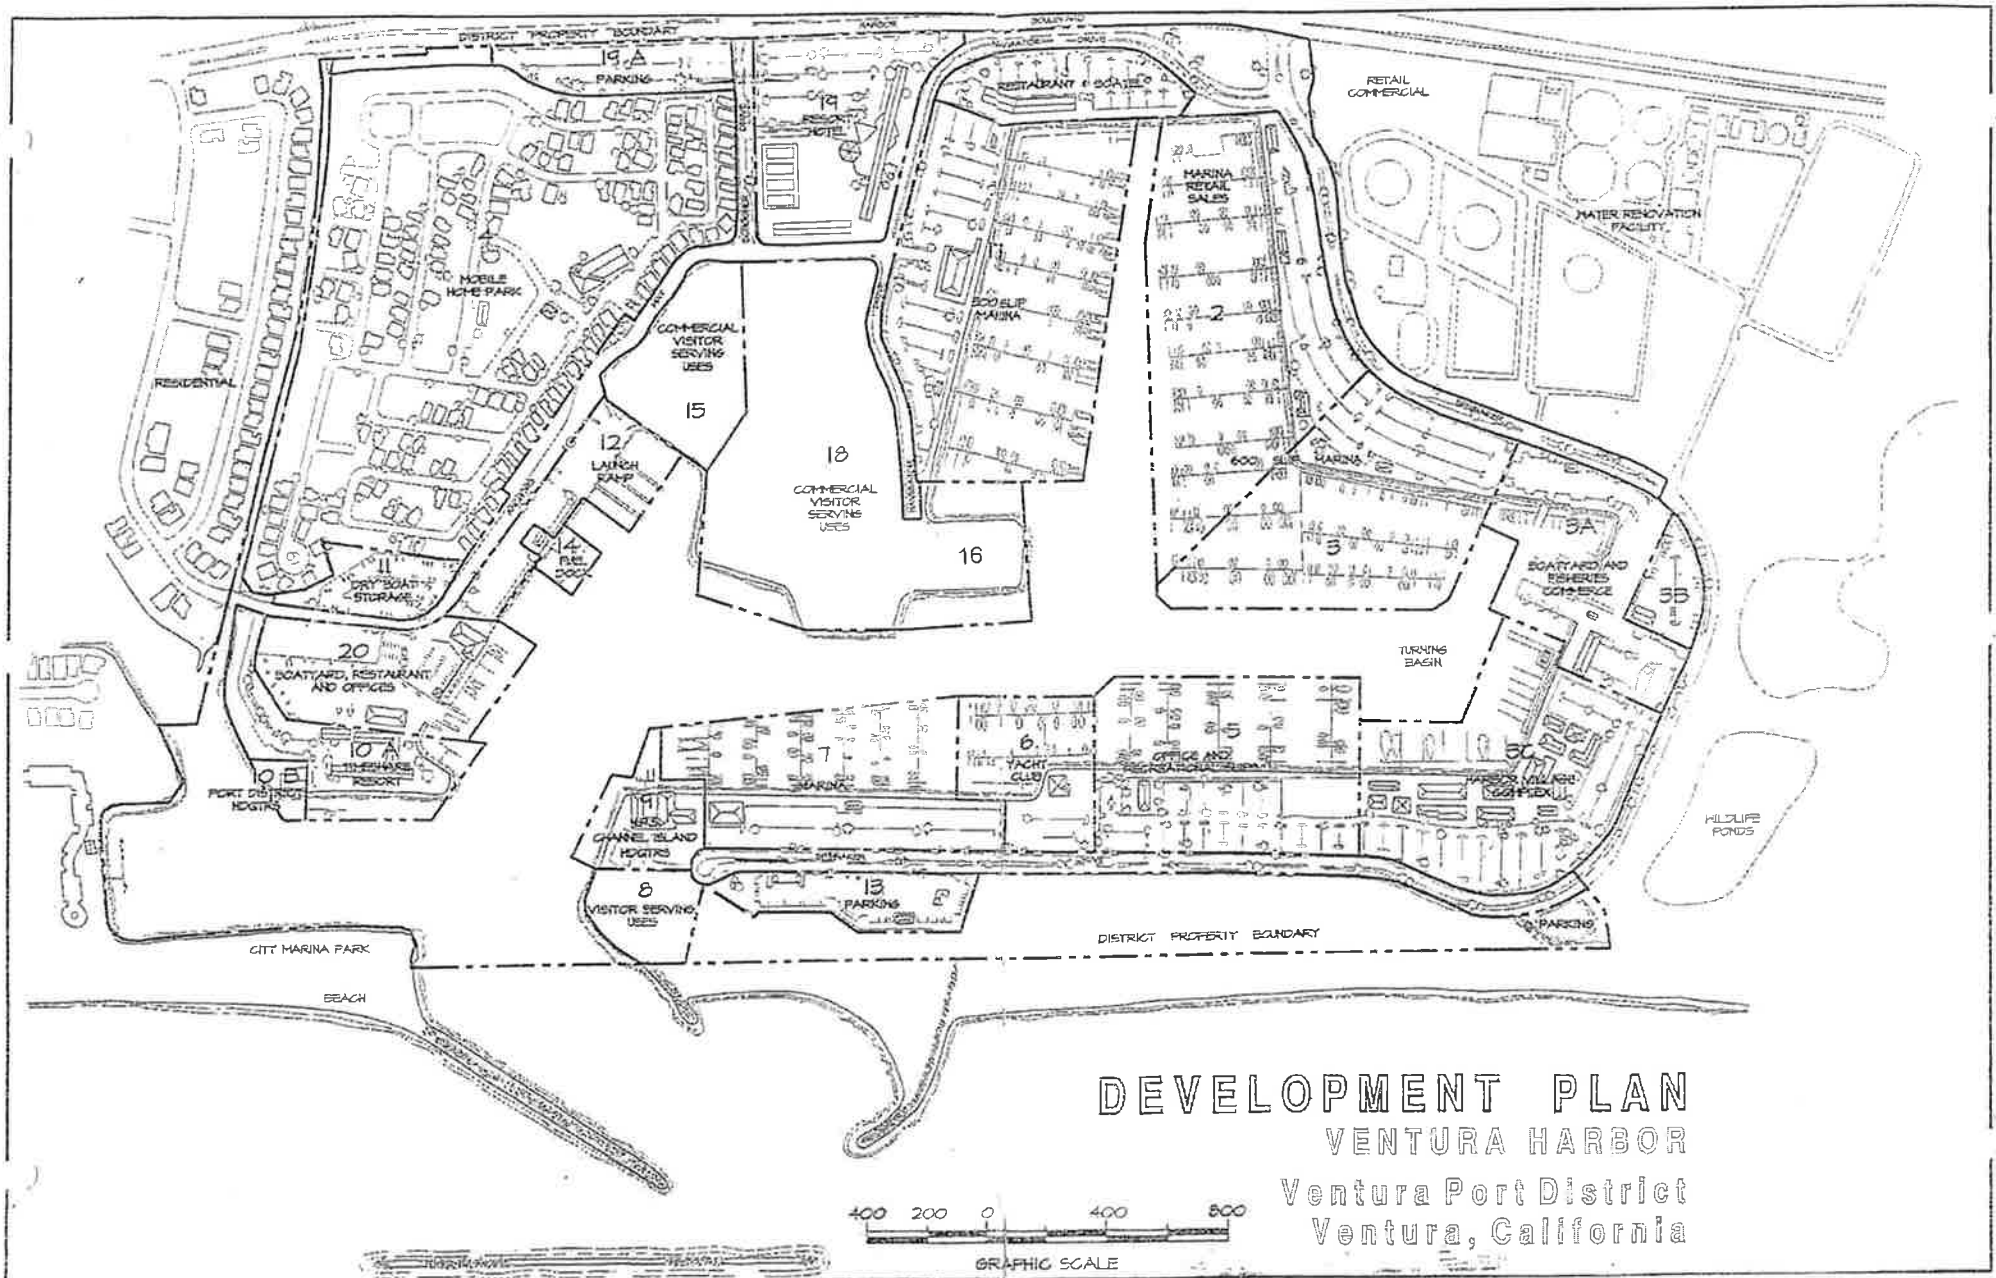 DISTRICT PROPERTY BOUNDARY
HARBOR
BOULEVARD
19 A
PARKING
19
RESORT
HOTEL
RESTAURANT & BOATEL
RETAIL
COMMERCIAL
MARINA
RETAIL
SALES
WATER RENOVATION
FACILITY
4
MOBILE
HOME PARK
300 SLIP
MARINA
2
COMMERCIAL
VISITOR
SERVING
USES
15
RESIDENTIAL
12
LAUNCH
RAMP
18
COMMERCIAL
VISITOR
SERVING
USES
600 SLIP MARINA
3
3A
16
14
FUEL
DOCK
11
DRY BOAT
STORAGE
BOATYARD AND
FISHERIES
COMMERCE
3B
20
BOATYARD, RESTAURANT
AND OFFICES
TURNING
BASIN
10 A
TIMESHARE
RESORT
10 B
PORT DISTRICT
HDQTRS
7
MARINA
6
YACHT
CLUB
5
OFFICE AND
3C
HARBOR VILLAGE
COMPLEX
9
CHANNEL ISLAND
HDQTRS
WILDLIFE
PONDS
8
VISITOR SERVING
USES
13
PARKING
PARKING
DISTRICT PROPERTY BOUNDARY
CITY MARINA PARK
BEACH
DEVELOPMENT PLAN
VENTURA HARBOR
Ventura Port District
Ventura, California
400 200 0 400 800
GRAPHIC SCALE